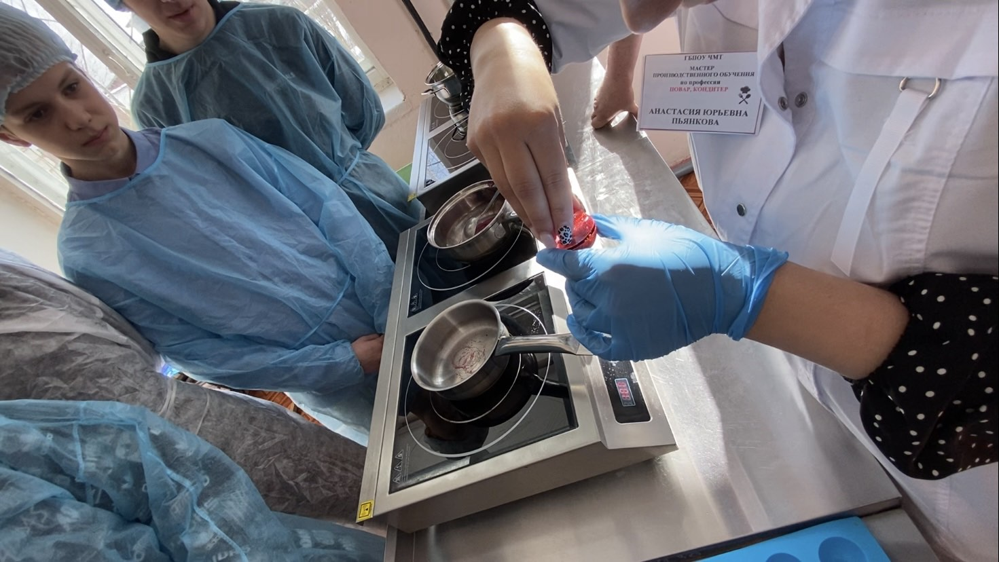 ГБПОУ ЧМТ
МАСТЕР
ПРОИЗВОДСТВЕННОГО ОБУЧЕНИЯ
по профессии
ПОВАР, КОНДИТЕР
АНАСТАСИЯ ЮРЬЕВНА
ПЬЯНКОВА